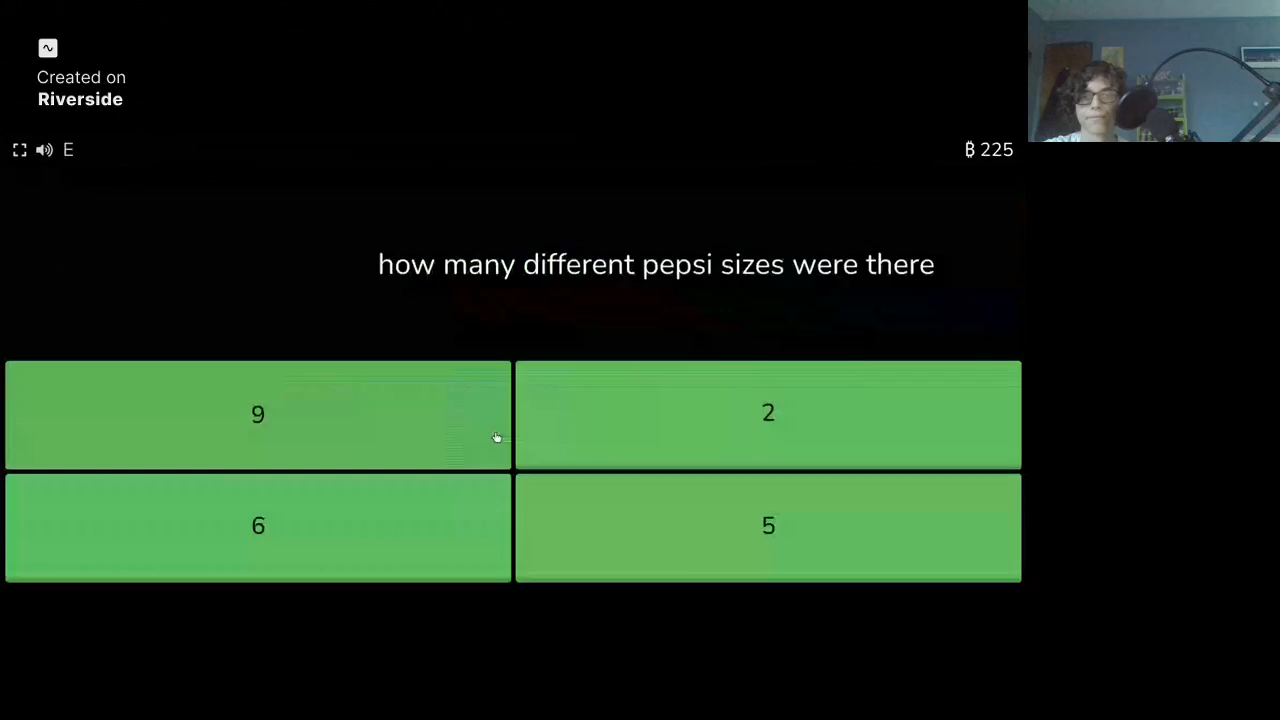 Created on
Riverside
E
฿ 225
how many different pepsi sizes were there
9
2
6
5